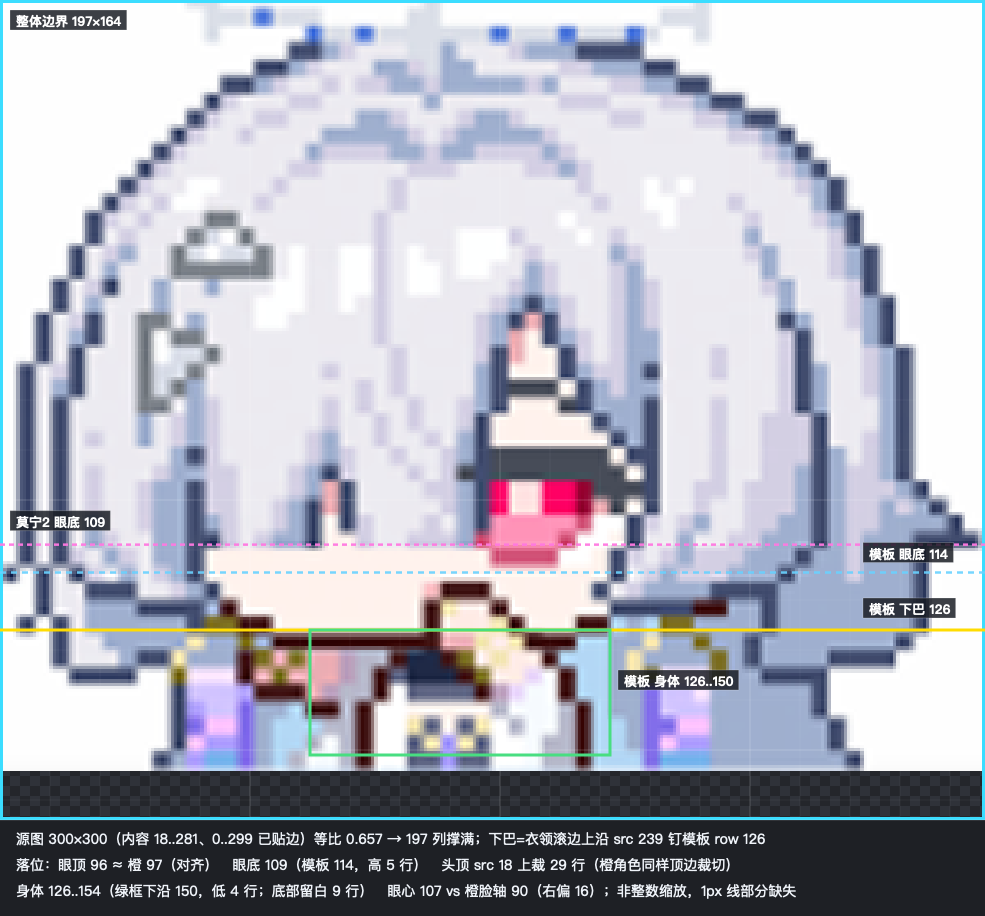 整体边界 197×164
莫宁2 眼底 109
模板 眼底 114
模板 下巴 126
模板 身体 126..150
源图 300×300（内容 18..281、0..299 已贴边）等比 0.657 → 197 列撑满；下巴=衣领滚边上沿 src 239 钉模板 row 126
落位：眼顶 96 ≈ 橙 97（对齐） 眼底 109（模板 114，高 5 行） 头顶 src 18 上裁 29 行（橙角色同样顶边裁切）
身体 126..154（绿框下沿 150，低 4 行；底部留白 9 行） 眼心 107 vs 橙脸轴 90（右偏 16）；非整数缩放，1px 线部分缺失